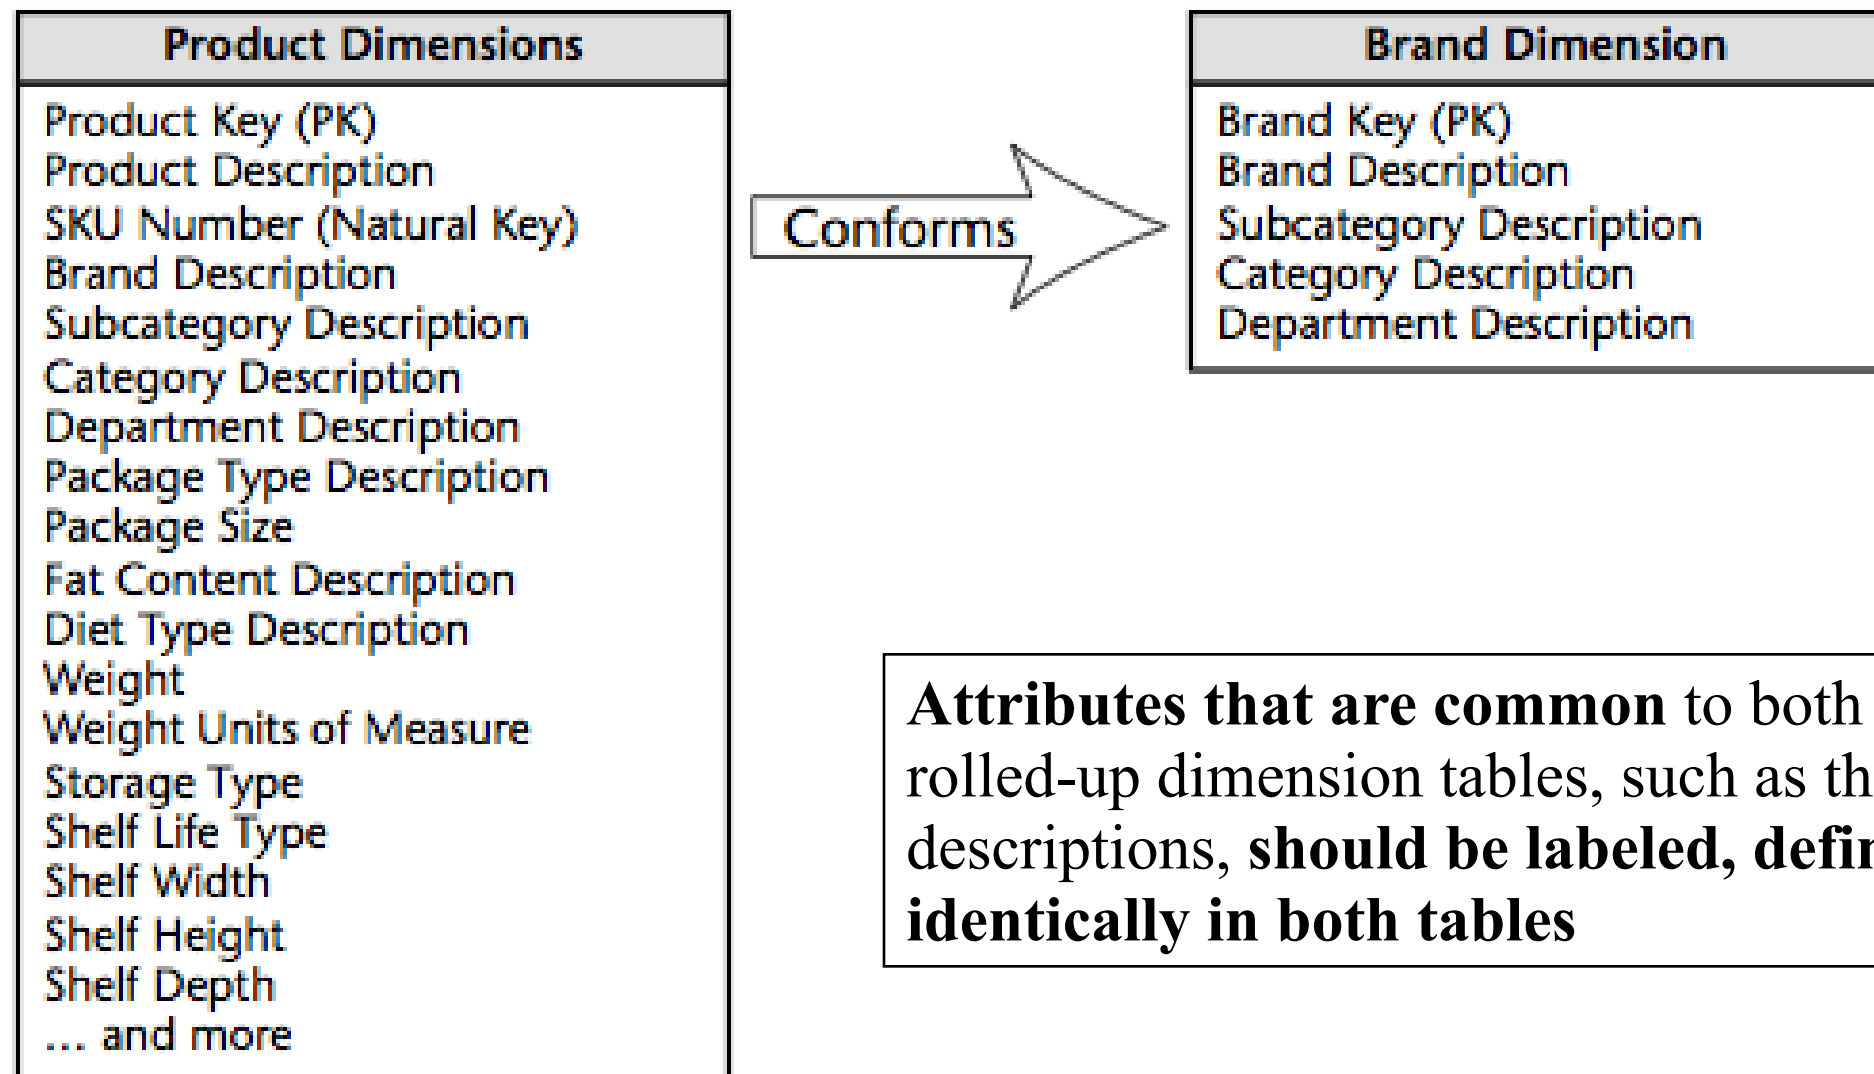 Product Dimensions
Product Key (PK)
Product Description
SKU Number (Natural Key)
Brand Description
Subcategory Description
Category Description
Department Description
Package Type Description
Package Size
Fat Content Description
Diet Type Description
Weight
Weight Units of Measure
Storage Type
Shelf Life Type
Shelf Width
Shelf Height
Shelf Depth
... and more
Conforms
Brand Dimension
Brand Key (PK)
Brand Description
Subcategory Description
Category Description
Department Description
Attributes that are common to both
rolled-up dimension tables, such as th
descriptions, should be labeled, defin
identically in both tables